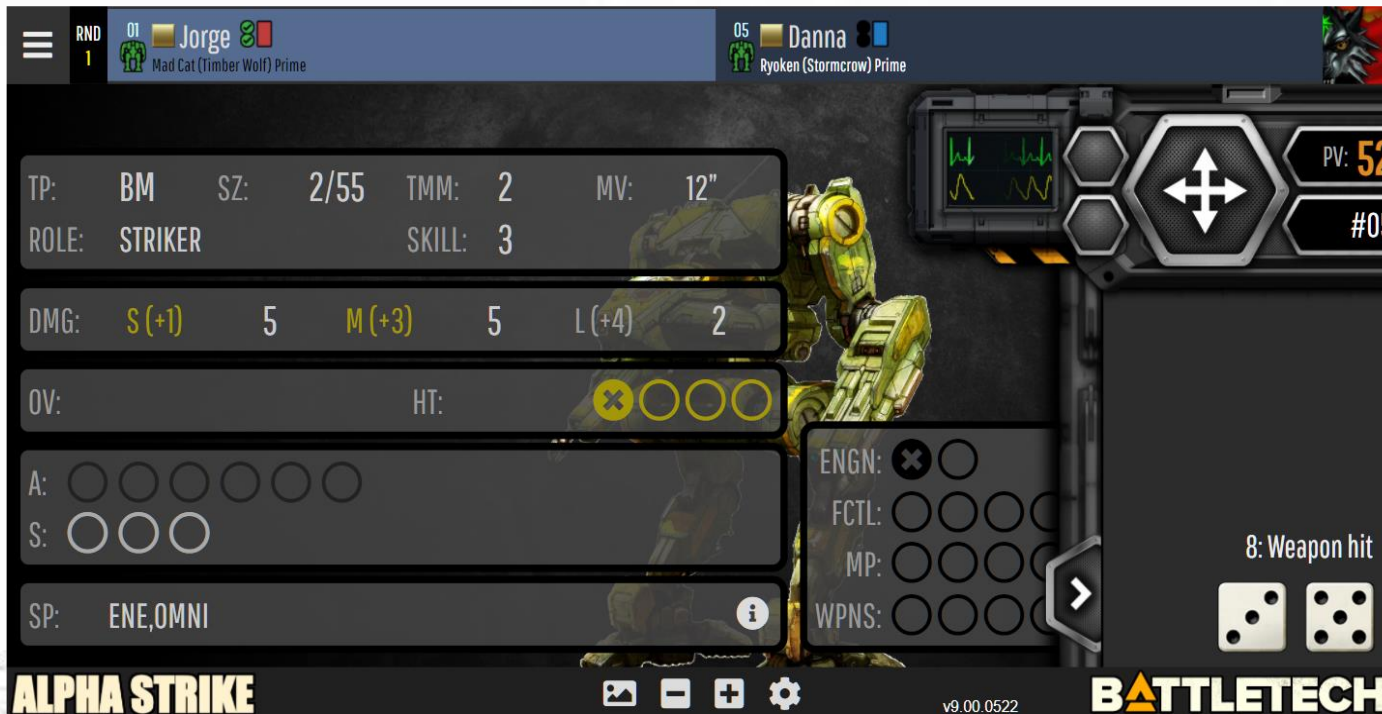 RND 01 Jorge 05 Danna
1 Mad Cat (Timber Wolf) Prime Ryoken (Stormcrow) Prime
TP: BM SZ: 2/55 TMM: 2 MV: 12"
ROLE: STRIKER SKILL: 3
PV: 52
#05
DMG: S (+1) 5 M (+3) 5 L (+4) 2
OV: HT:
A:
S:
SP: ENE,OMNI
ENGN:
FCTL:
MP:
WPNS:
8: Weapon hit
ALPHA STRIKE
v9.00.0522
BATTLETECH